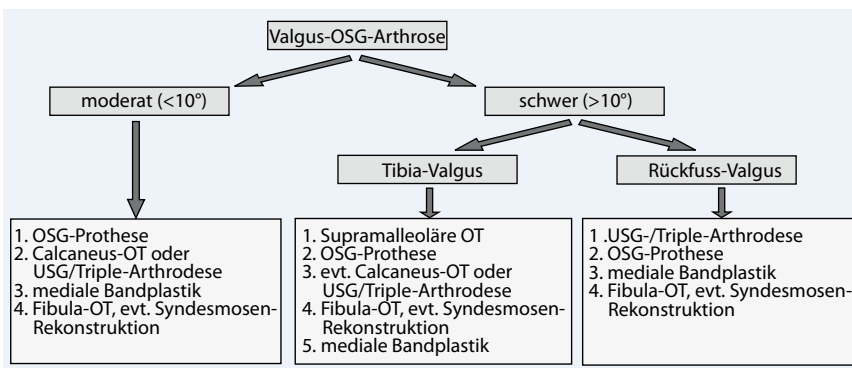 Valgus-OSG-Arthrose
moderat (<10°)
schwer (>10°)
Tibia-Valgus
Rückfuss-Valgus
1. OSG-Prothese
2. Calcaneus-OT oder
USG/Triple-Arthrodese
3. mediale Bandplastik
4. Fibula-OT, evt. Syndesmosen-
Rekonstruktion
1. Supramalleoläre OT
2. OSG-Prothese
3. evt. Calcaneus-OT oder
USG/Triple-Arthrodese
4. Fibula-OT, evt. Syndesmosen-
Rekonstruktion
5. mediale Bandplastik
1 .USG-/Triple-Arthrodese
2. OSG-Prothese
3. mediale Bandplastik
4. Fibula-OT, evt. Syndesmosen-
Rekonstruktion